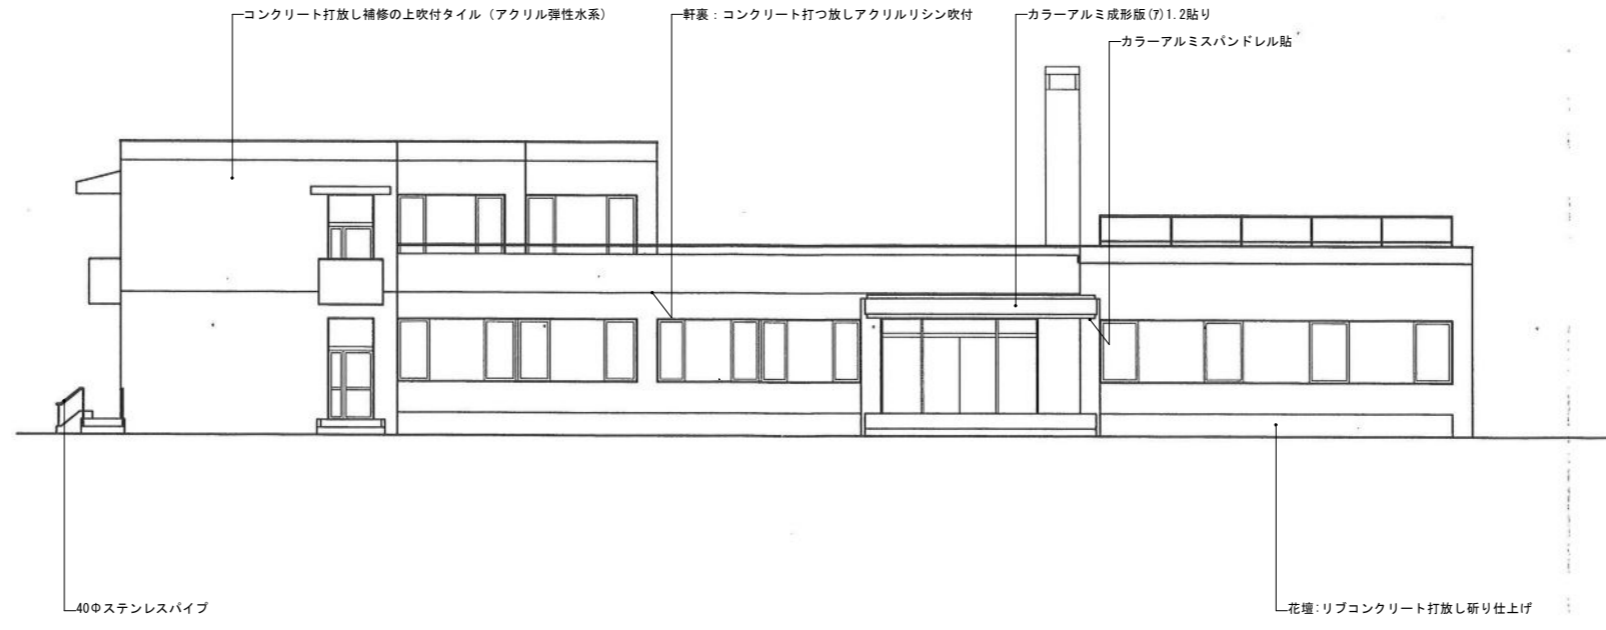 コンクリート打放し補修の上吹付タイル(アクリル弾性水系)
軒裏:コンクリート打つ放しアクリルリシン吹付
カラーアルミ成形版(ｱ)1.2貼り
カラーアルミスパンドレル貼
40Φステンレスパイプ
花壇:リブコンクリート打放し斫り仕上げ